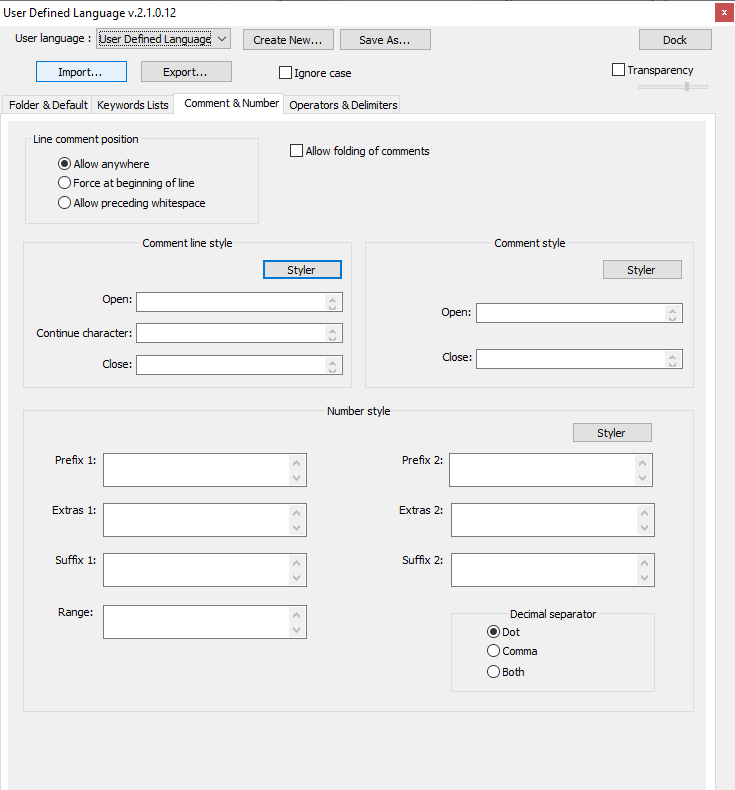 User Defined Language v.2.1.0.12
User language : User Defined Language Create New... Save As... Dock
Import... Export... Ignore case Transparency
Folder & Default Keywords Lists Comment & Number Operators & Delimiters
Line comment position
Allow anywhere
Force at beginning of line
Allow preceding whitespace
Allow folding of comments
Comment line style
Styler
Open:
Continue character:
Close:
Comment style
Styler
Open:
Close:
Number style
Styler
Prefix 1: Prefix 2:
Extras 1: Extras 2:
Suffix 1: Suffix 2:
Range:
Decimal separator
Dot
Comma
Both